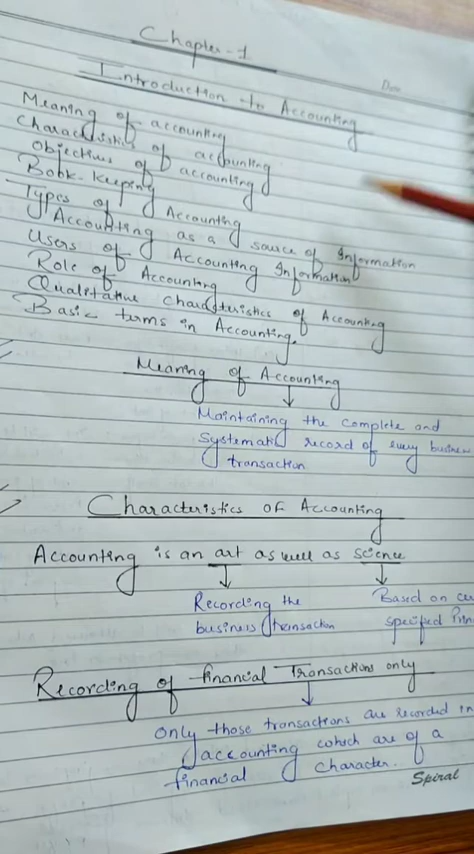 Chapter-1
Introduction to Accounting
Meaning of accounting
Characteristics of accounting
Objectives of accounting
Book-keeping
Types of Accounting
Accounting as a source of Information
Users of Accounting Information
Role of Accounting
Qualitative characteristics of Accounting
Basic terms in Accounting.
Meaning of Accounting
Maintaining the complete and
systematic record of every business
transaction
Characteristics of Accounting
Accounting is an art as well as science
Recording the
business transaction
Based on
specified
Recording of financial Transactions only
Only those transactions are recorded in
accounting which are of a
financial character.
Spiral